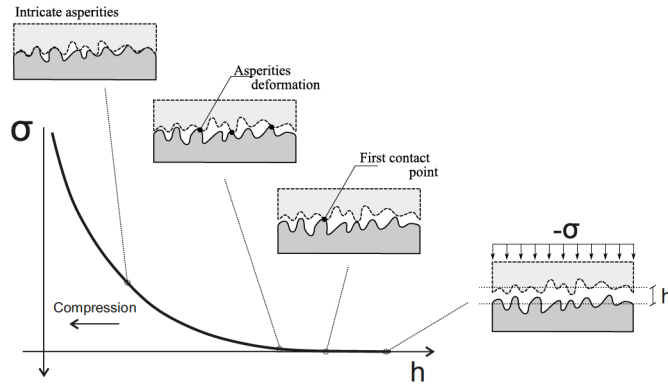 Intricate asperities
Asperities
deformation
First contact
point
σ
-σ
h
Compression
h